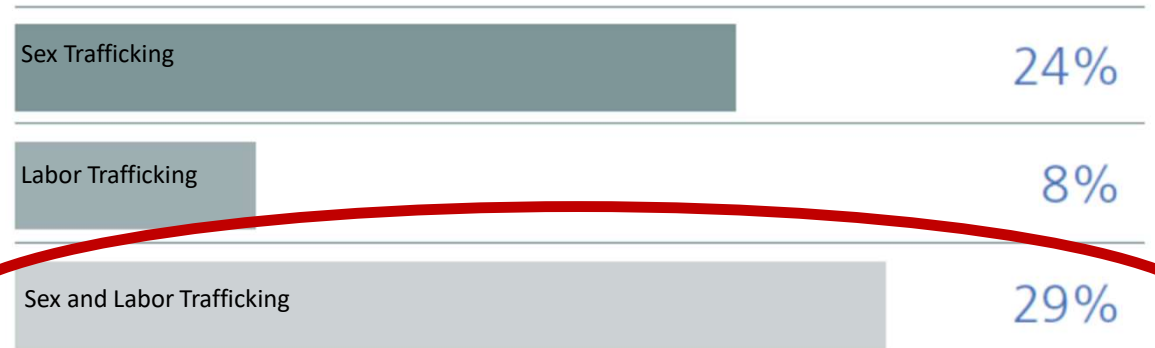 Sex Trafficking 24%
Labor Trafficking 8%
Sex and Labor Trafficking 29%